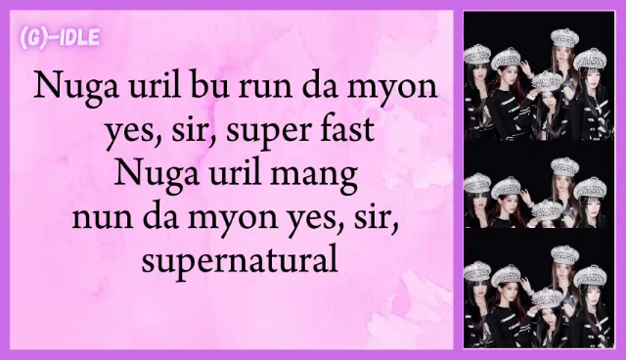 (G)-IDLE
Nuga uril bu run da myon
yes, sir, super fast
Nuga uril mang
nun da myon yes, sir,
supernatural